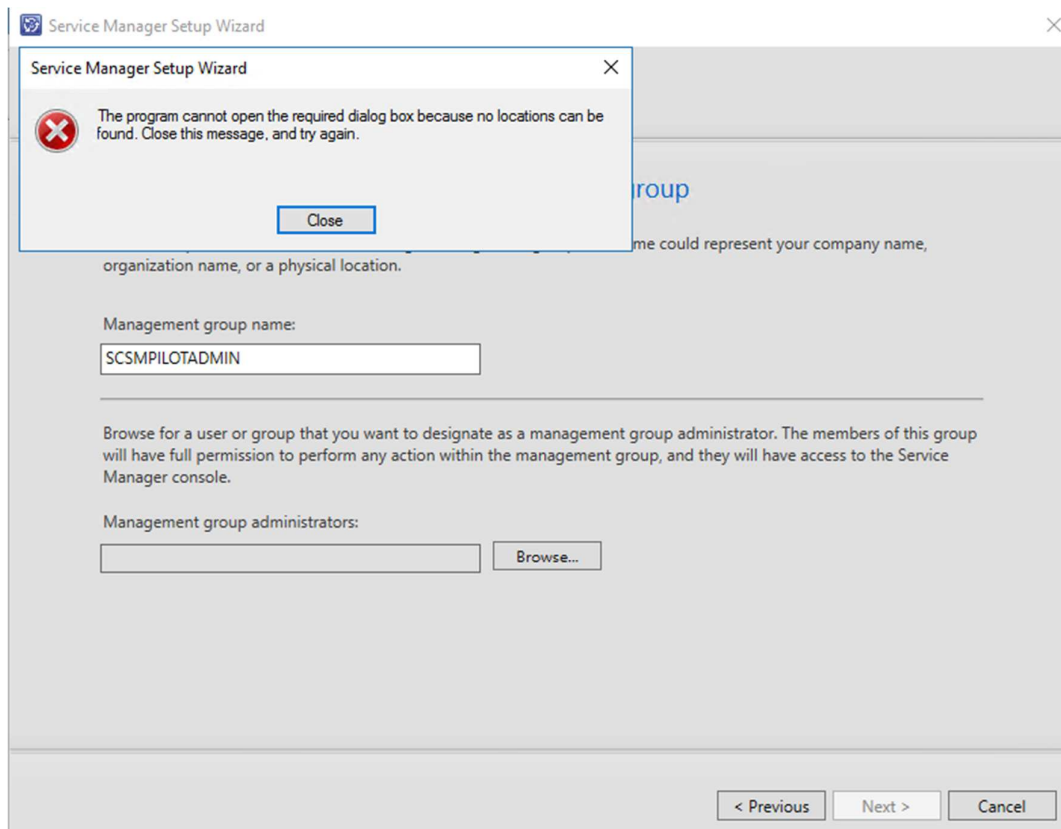 Service Manager Setup Wizard
Service Manager Setup Wizard
The program cannot open the required dialog box because no locations can be
found. Close this message, and try again.
Close
group
me could represent your company name,
organization name, or a physical location.
Management group name:
SCSMPILOTADMIN
Browse for a user or group that you want to designate as a management group administrator. The members of this group
will have full permission to perform any action within the management group, and they will have access to the Service
Manager console.
Management group administrators:
Browse...
< Previous
Next >
Cancel